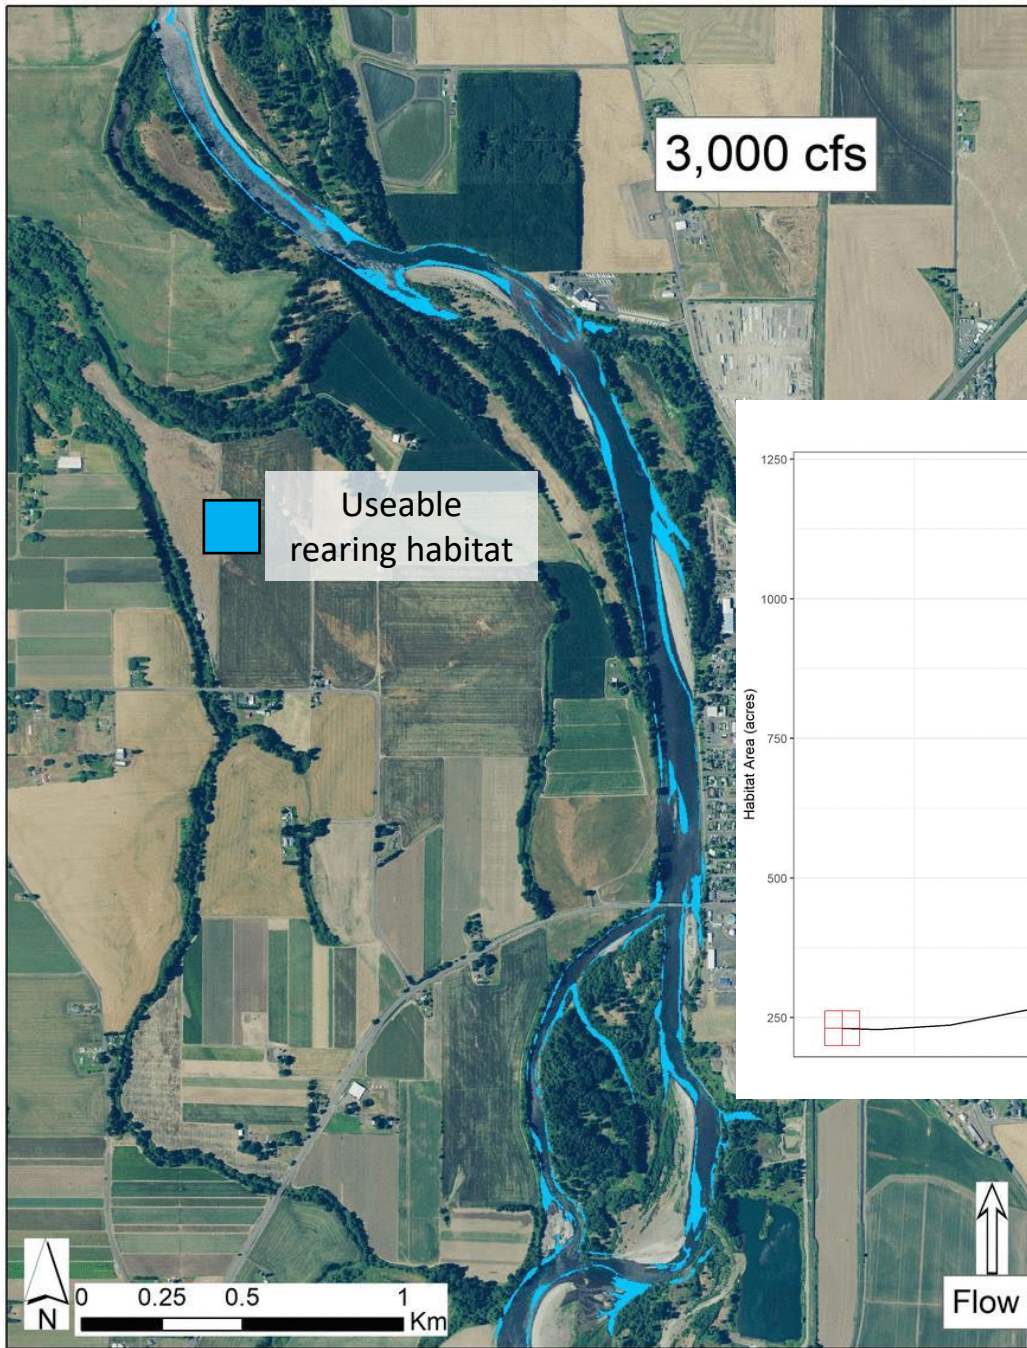 3,000 cfs
Useable
rearing habitat
1250
1000
750
500
250
Habitat Area (acres)
0 0.25 0.5 1
Km
N
Flow